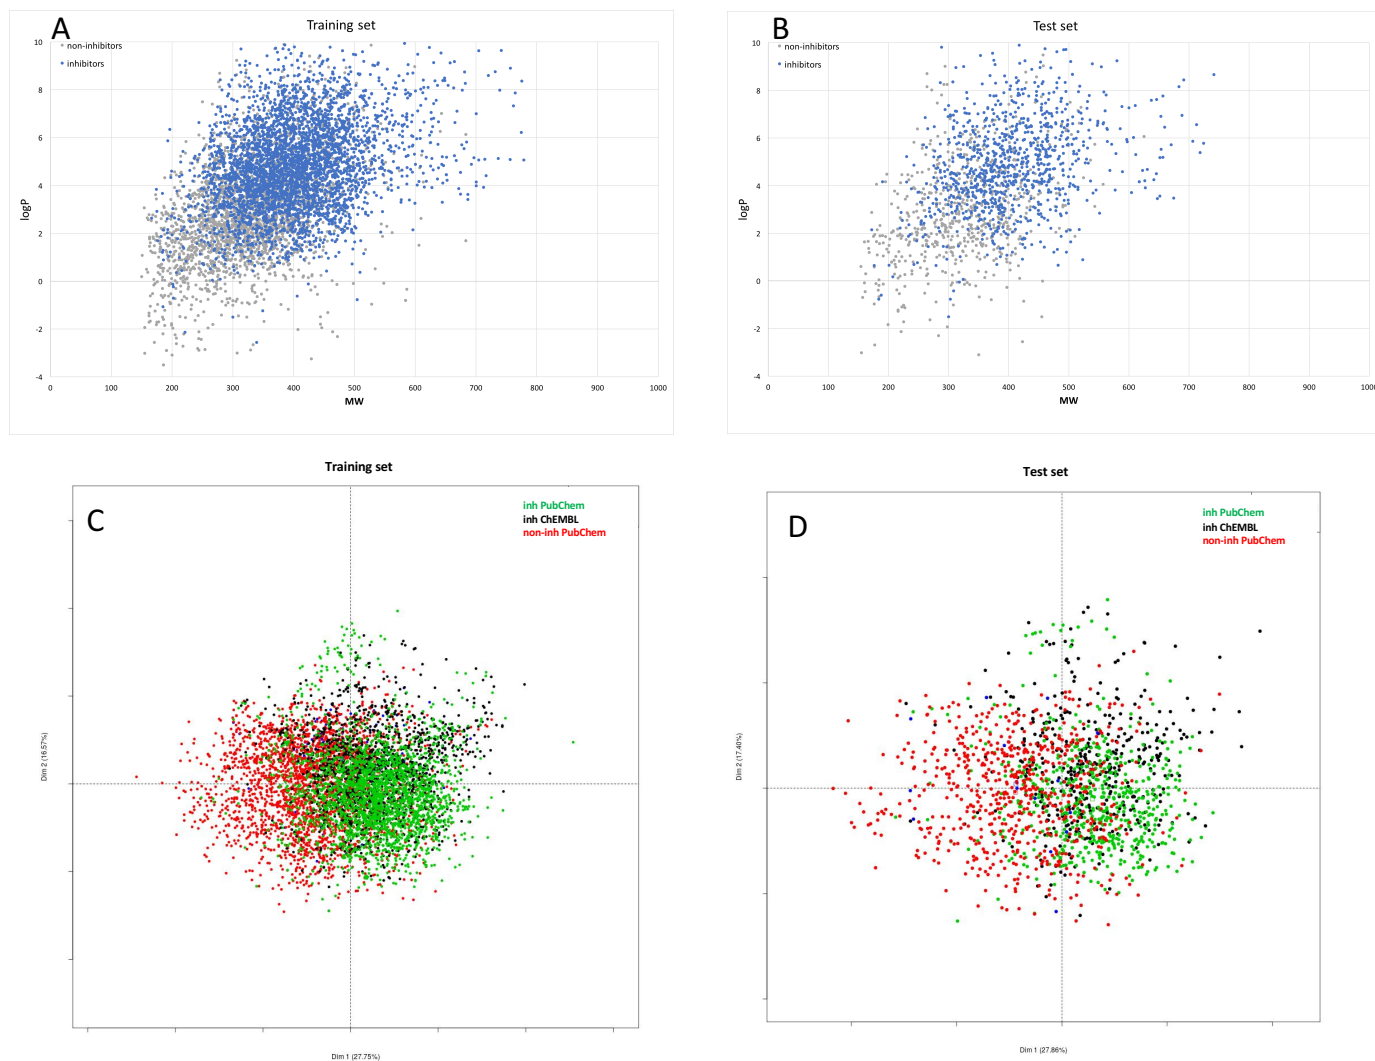 A
Training set
non-inhibitors
inhibitors
10
8
6
4
2
0
-2
-4
logP
0 100 200 300 400 500 600 700 800 900 1000
MW
B
Test set
non-inhibitors
inhibitors
10
8
6
4
2
0
-2
-4
logP
0 100 200 300 400 500 600 700 800 900 1000
MW
Training set
C
inh PubChem
inh ChEMBL
non-inh PubChem
Dim 2 (16.57%)
Dim 1 (27.75%)
Test set
D
inh PubChem
inh ChEMBL
non-inh PubChem
Dim 2 (17.40%)
Dim 1 (27.86%)